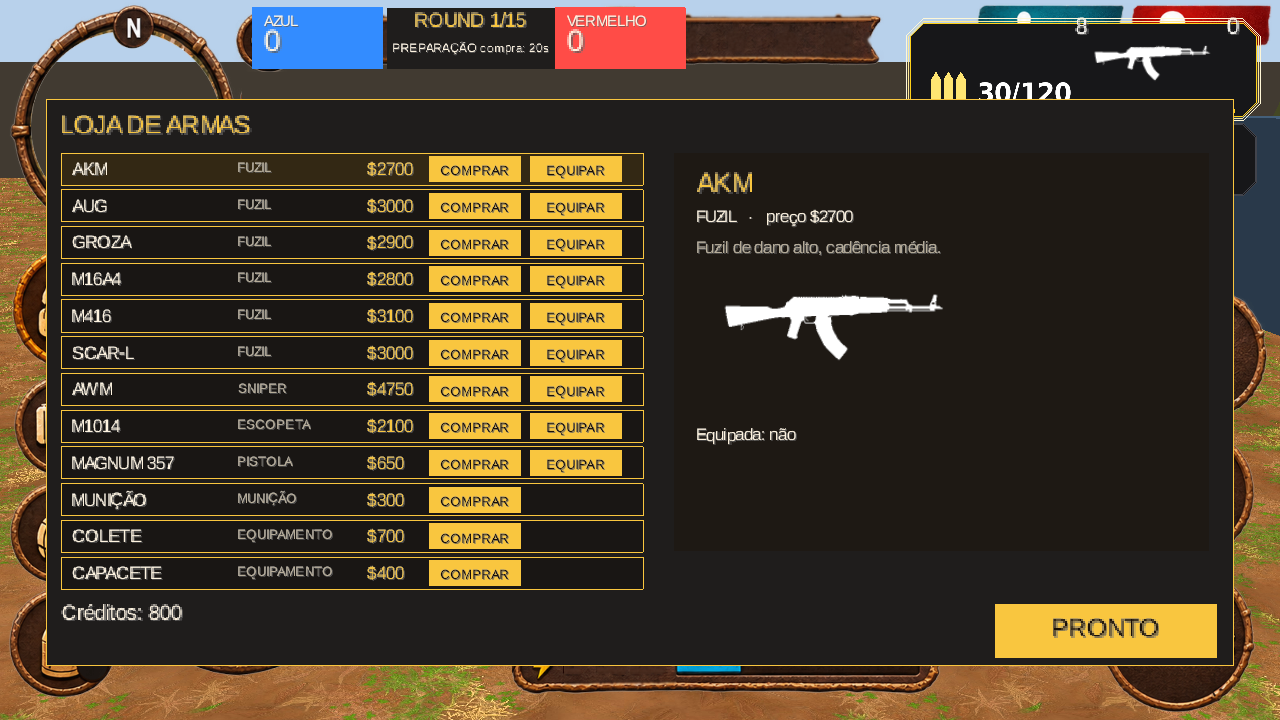 N
AZUL
0
ROUND 1/15
PREPARAÇÃO compra: 20s
VERMELHO
0
8
0
30/120
LOJA DE ARMAS
AKM FUZIL $2700 COMPRAR EQUIPAR
AUG FUZIL $3000 COMPRAR EQUIPAR
GROZA FUZIL $2900 COMPRAR EQUIPAR
M16A4 FUZIL $2800 COMPRAR EQUIPAR
M416 FUZIL $3100 COMPRAR EQUIPAR
SCAR-L FUZIL $3000 COMPRAR EQUIPAR
AWM SNIPER $4750 COMPRAR EQUIPAR
M1014 ESCOPETA $2100 COMPRAR EQUIPAR
MAGNUM 357 PISTOLA $650 COMPRAR EQUIPAR
MUNIÇÃO MUNIÇÃO $300 COMPRAR
COLETE EQUIPAMENTO $700 COMPRAR
CAPACETE EQUIPAMENTO $400 COMPRAR
Créditos: 800
AKM
FUZIL · preço $2700
Fuzil de dano alto, cadência média.
Equipada: não
PRONTO